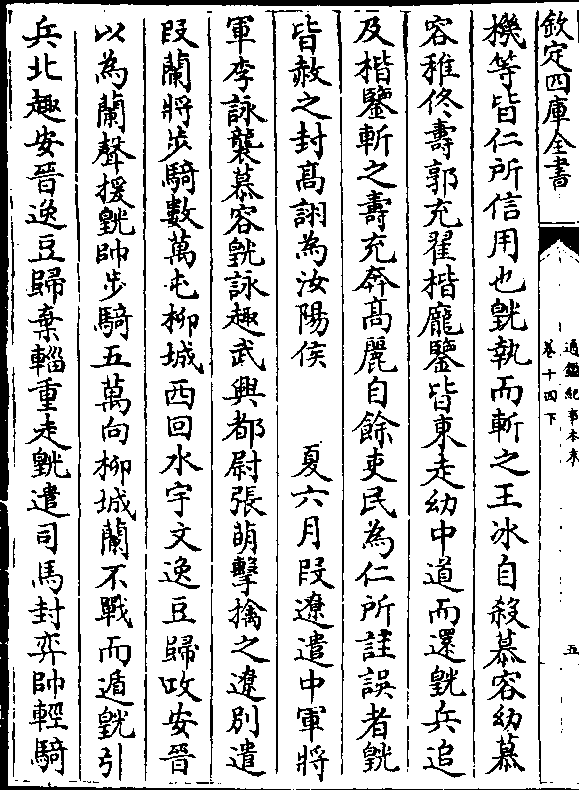 欽定四庫全書
通鑑紀事本末
卷十四下
五
機等皆仁所信用也皝執而斬之王冰自殺慕容幼慕
容稚佟壽郭充翟楷龐鑒皆東走幼中道而還皝兵追
及楷鑒斬之壽充奔髙麗自餘吏民為仁所詿誤者皝
皆赦之封髙詡為汝陽侯 夏六月段遼遣中軍將
軍李詠襲慕容皝詠趣武興都尉張萌擊擒之遼別遣
段蘭將步騎數萬屯柳城西回水宇文逸豆歸攻安晉
以為蘭聲援皝帥步騎五萬向柳城蘭不戰而遁皝引
兵北趣安晉逸豆歸棄輜重走皝遣司馬封弈帥輕騎